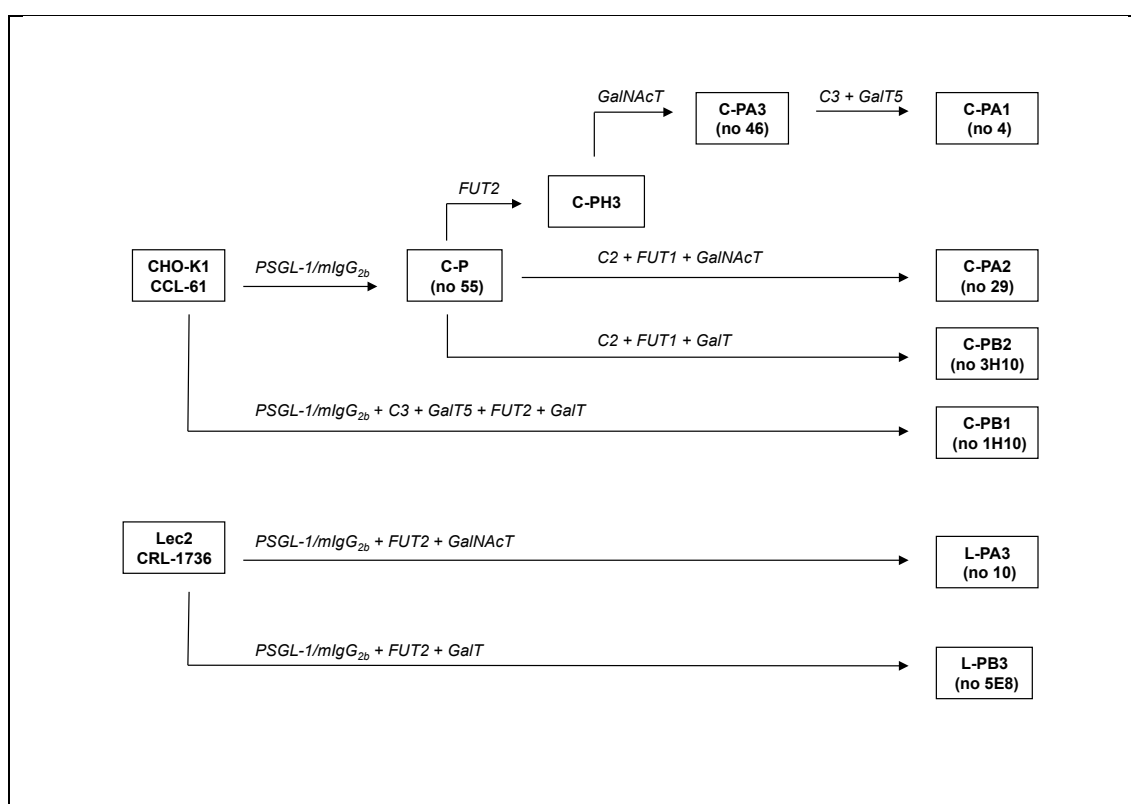 GalNAcT
C-PA3
(no 46)
C3 + GalT5
C-PA1
(no 4)
FUT2
C-PH3
CHO-K1
CCL-61
PSGL-1/mIgG2b
C-P
(no 55)
C2 + FUT1 + GalNAcT
C-PA2
(no 29)
C2 + FUT1 + GalT
C-PB2
(no 3H10)
PSGL-1/mIgG2b + C3 + GalT5 + FUT2 + GalT
C-PB1
(no 1H10)
Lec2
CRL-1736
PSGL-1/mIgG2b + FUT2 + GalNAcT
L-PA3
(no 10)
PSGL-1/mIgG2b + FUT2 + GalT
L-PB3
(no 5E8)